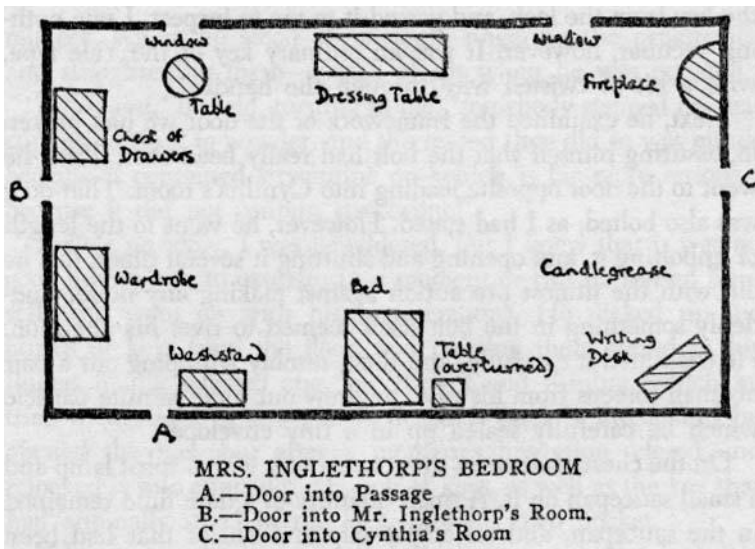 window
window
Table
Dressing Table
Fireplace
Chest of
Drawers
B
C
Wardrobe
Candlegrease
Bed
Writing
Desk
Washstand
Table
(overturned)
A
MRS. INGLETHORP'S BEDROOM
A.—Door into Passage
B.—Door into Mr. Inglethorp's Room.
C.—Door into Cynthia's Room